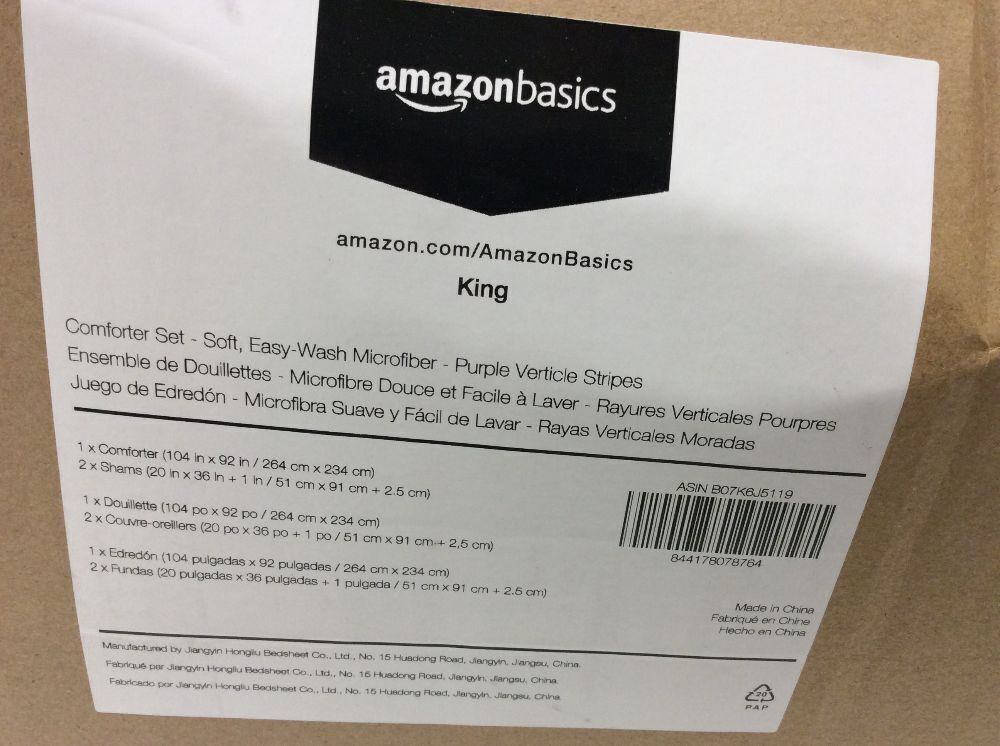 amazonbasics
amazon.com/AmazonBasics
King
Comforter Set - Soft, Easy-Wash Microfiber - Purple Verticle Stripes
Ensemble de Douillettes - Microfibre Douce et Facile à Laver - Rayures Verticales Pourpres
Juego de Edredón - Microfibra Suave y Fácil de Lavar - Rayas Verticales Moradas
1 x Comforter (104 in x 92 in / 264 cm x 234 cm)
2 x Shams (20 in x 36 in + 1 in / 51 cm x 91 cm + 2.5 cm)
1 x Douillette (104 po x 92 po / 264 cm x 234 cm)
2 x Couvre-oreillers (20 po x 36 po + 1 po / 51 cm x 91 cm + 2,5 cm)
1 x Edredón (104 pulgadas x 92 pulgadas / 264 cm x 234 cm)
2 x Fundas (20 pulgadas x 36 pulgadas + 1 pulgada / 51 cm x 91 cm + 2.5 cm)
ASIN B07K6J5119
844178078764
Made in China
Fabriqué en Chine
Hecho en China
Manufactured by Jiangyin Hongliu Bedsheet Co., Ltd., No. 15 Huadong Road, Jiangyin, Jiangsu, China.
Fabriqué par Jiangyin Hongliu Bedsheet Co., Ltd., No. 15 Huadong Road, Jiangyin, Jiangsu, China.
Fabricado por Jiangyin Hongliu Bedsheet Co., Ltd., No. 15 Huadong Road, Jiangyin, Jiangsu, China
20
PAP